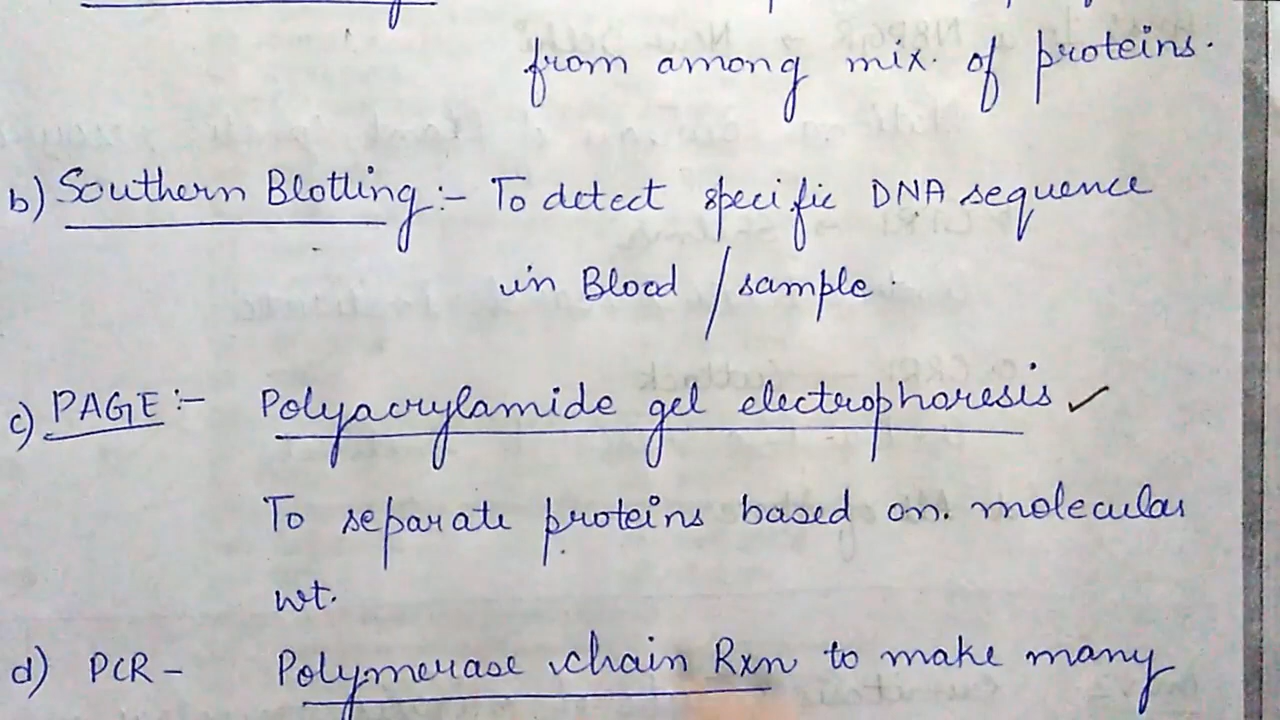 from among mix. of proteins.
b) Southern Blotting :- To detect specific DNA sequence
in Blood / sample.
c) PAGE :- Polyacrylamide gel electrophoresis ✓
To separate proteins based on. molecular
wt.
d) PCR - Polymerase chain Rxn to make many